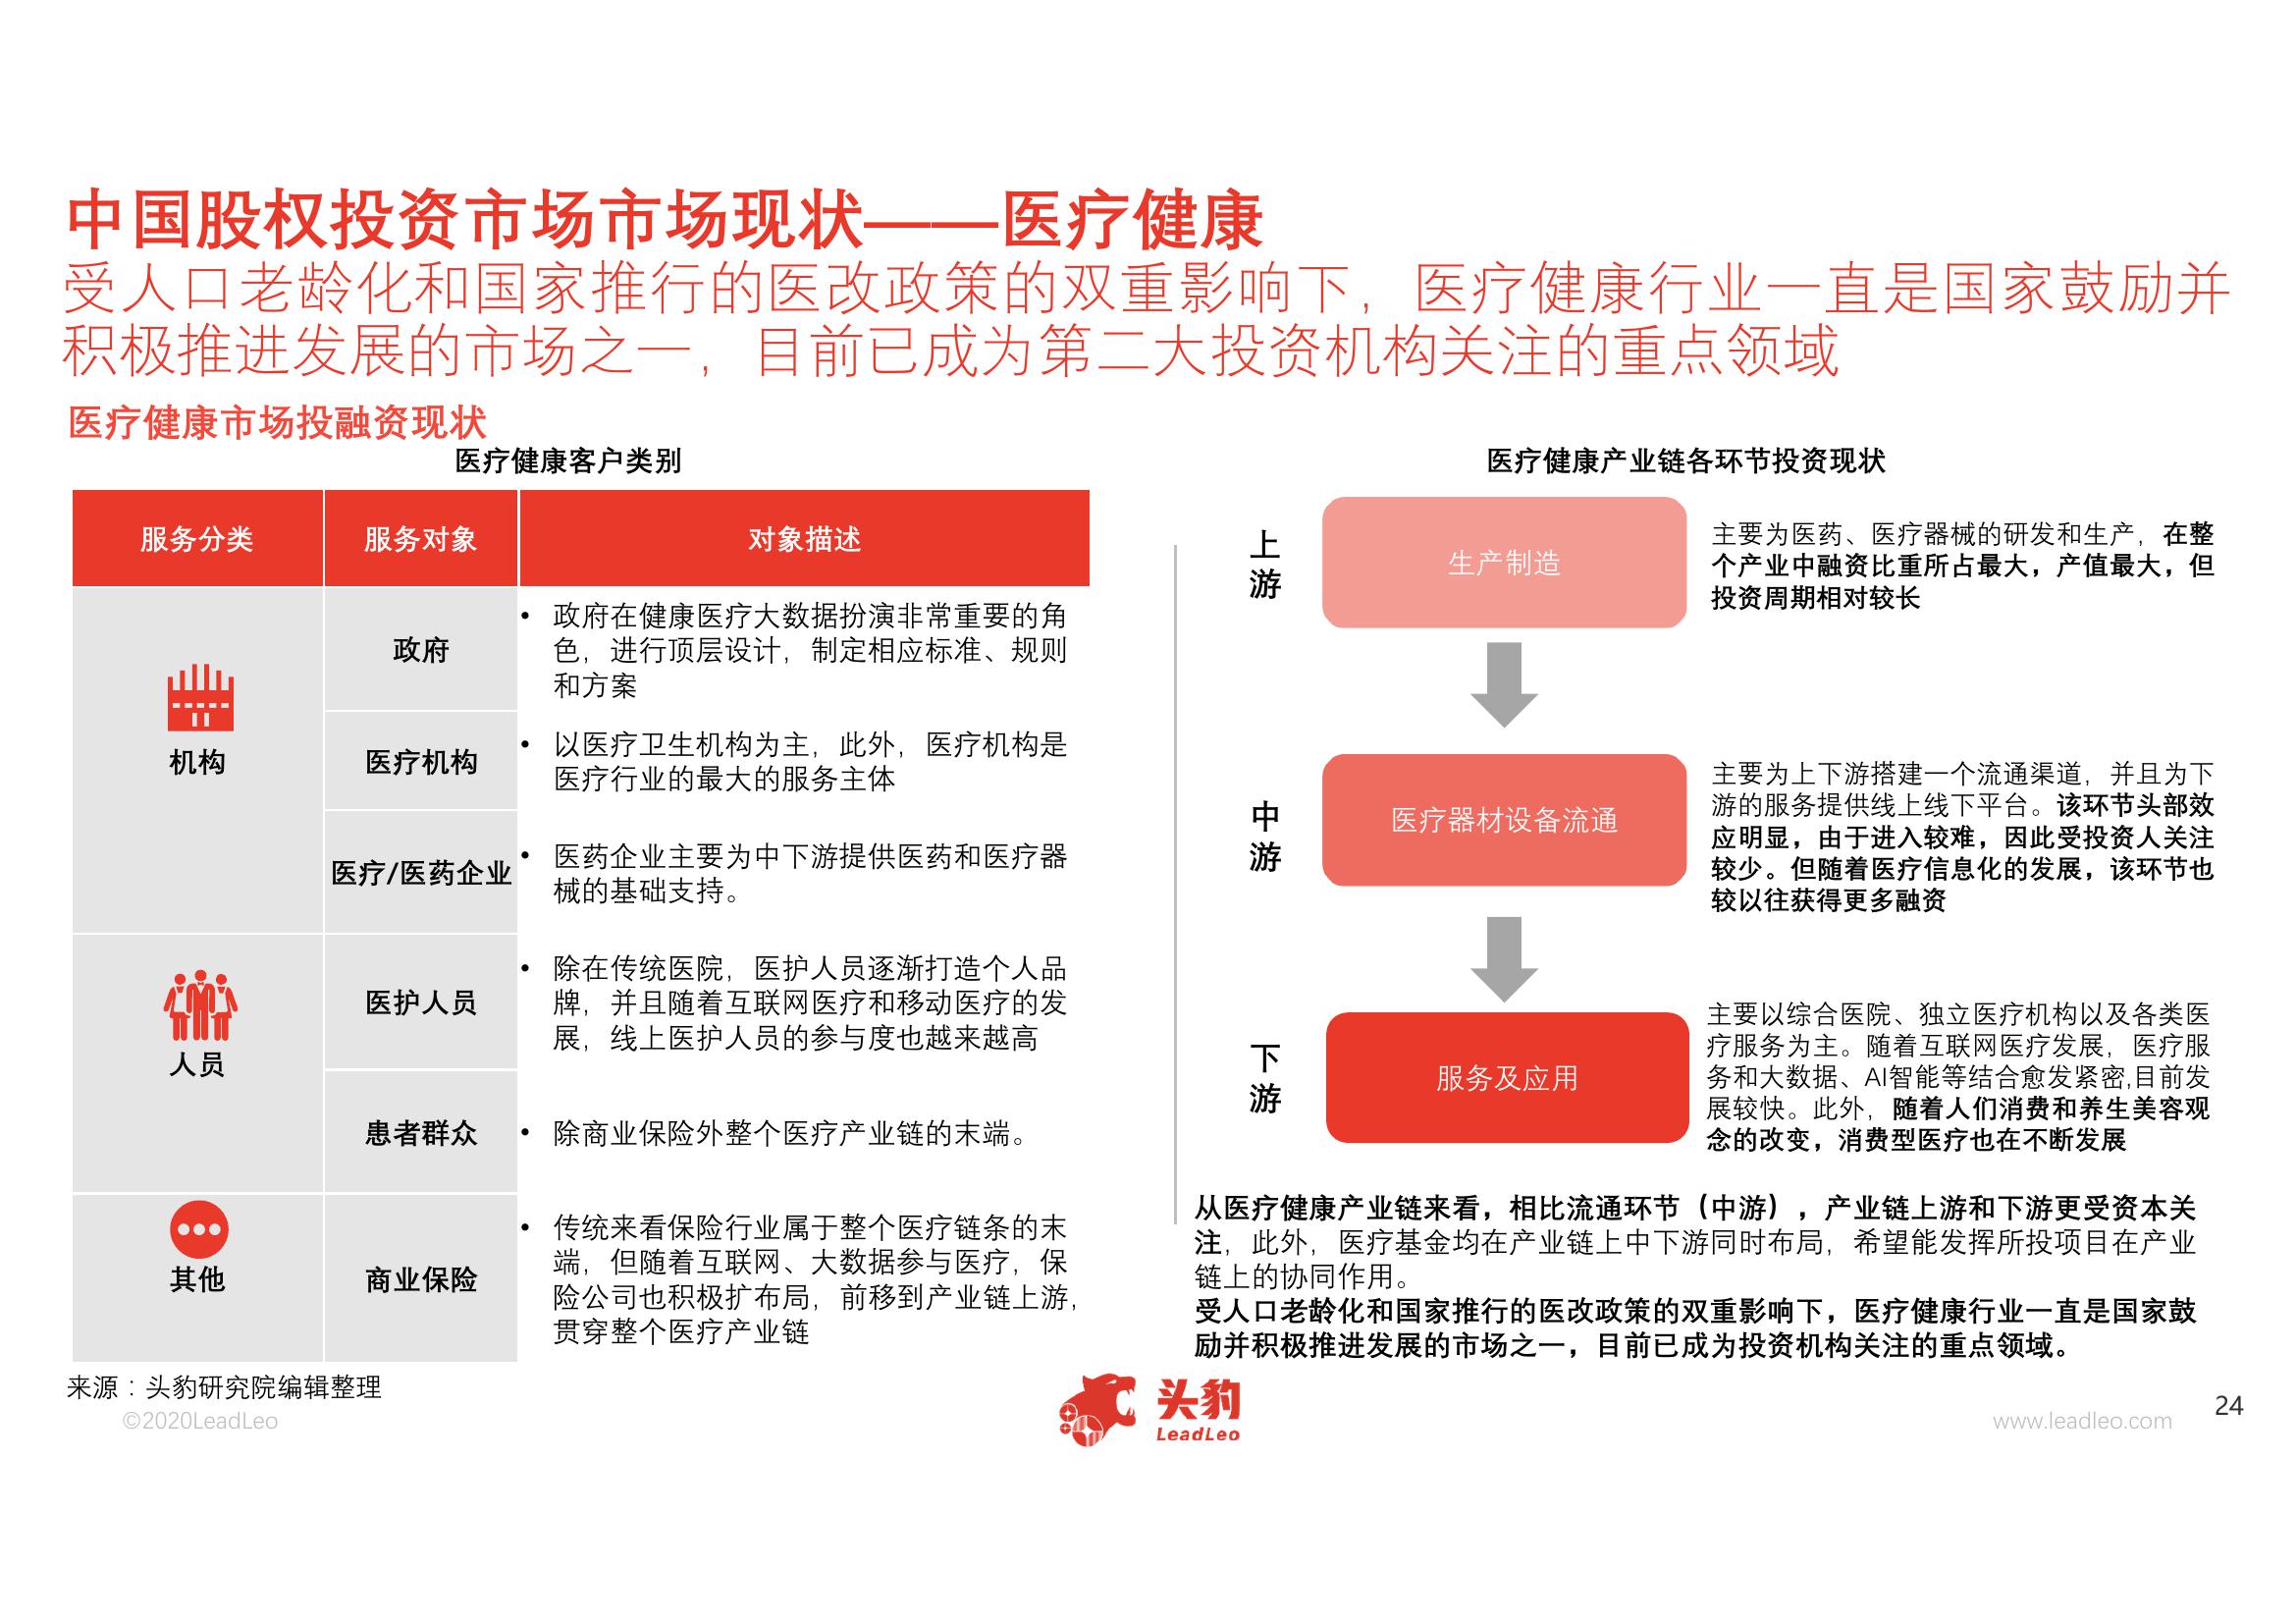 中国股权投资市场市场现状——医疗健康
受人口老龄化和国家推行的医改政策的双重影响下，医疗健康行业一直是国家鼓励并
积极推进发展的市场之一，目前已成为第二大投资机构关注的重点领域
医疗健康市场投融资现状
医疗健康客户类别
服务分类 服务对象 对象描述
机构
政府
• 政府在健康医疗大数据扮演非常重要的角
色，进行顶层设计，制定相应标准、规则
和方案
医疗机构
• 以医疗卫生机构为主，此外，医疗机构是
医疗行业的最大的服务主体
医疗/医药企业
• 医药企业主要为中下游提供医药和医疗器
械的基础支持。
人员
医护人员
• 除在传统医院，医护人员逐渐打造个人品
牌，并且随着互联网医疗和移动医疗的发
展，线上医护人员的参与度也越来越高
患者群众
• 除商业保险外整个医疗产业链的末端。
其他
商业保险
• 传统来看保险行业属于整个医疗链条的末
端，但随着互联网、大数据参与医疗，保
险公司也积极扩布局，前移到产业链上游，
贯穿整个医疗产业链
医疗健康产业链各环节投资现状
上
游
生产制造
主要为医药、医疗器械的研发和生产，在整
个产业中融资比重所占最大，产值最大，但
投资周期相对较长
中
游
医疗器材设备流通
主要为上下游搭建一个流通渠道，并且为下
游的服务提供线上线下平台。该环节头部效
应明显，由于进入较难，因此受投资人关注
较少。但随着医疗信息化的发展，该环节也
较以往获得更多融资
下
游
服务及应用
主要以综合医院、独立医疗机构以及各类医
疗服务为主。随着互联网医疗发展，医疗服
务和大数据、AI智能等结合愈发紧密,目前发
展较快。此外，随着人们消费和养生美容观
念的改变，消费型医疗也在不断发展
从医疗健康产业链来看，相比流通环节（中游），产业链上游和下游更受资本关
注，此外，医疗基金均在产业链上中下游同时布局，希望能发挥所投项目在产业
链上的协同作用。
受人口老龄化和国家推行的医改政策的双重影响下，医疗健康行业一直是国家鼓
励并积极推进发展的市场之一，目前已成为投资机构关注的重点领域。
来源：头豹研究院编辑整理
©2020LeadLeo
头豹
LeadLeo
www.leadleo.com
24